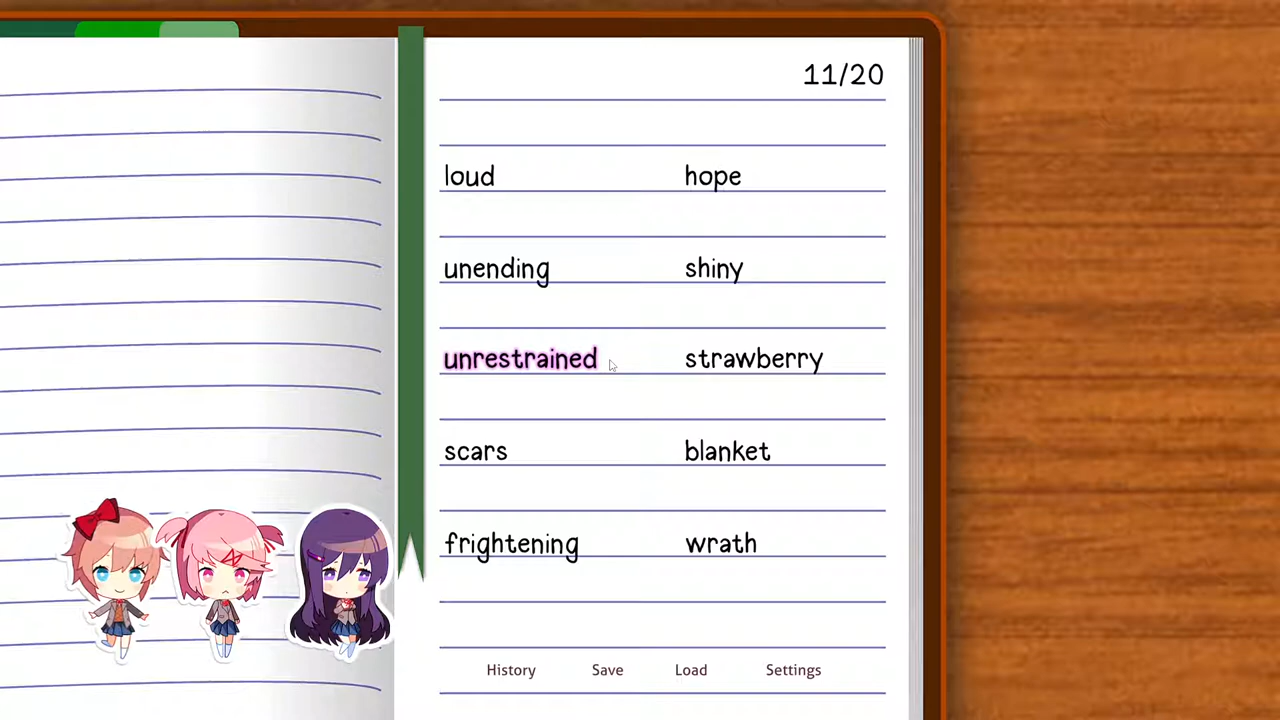 11/20
loud hope
unending shiny
unrestrained strawberry
scars blanket
frightening wrath
History Save Load Settings